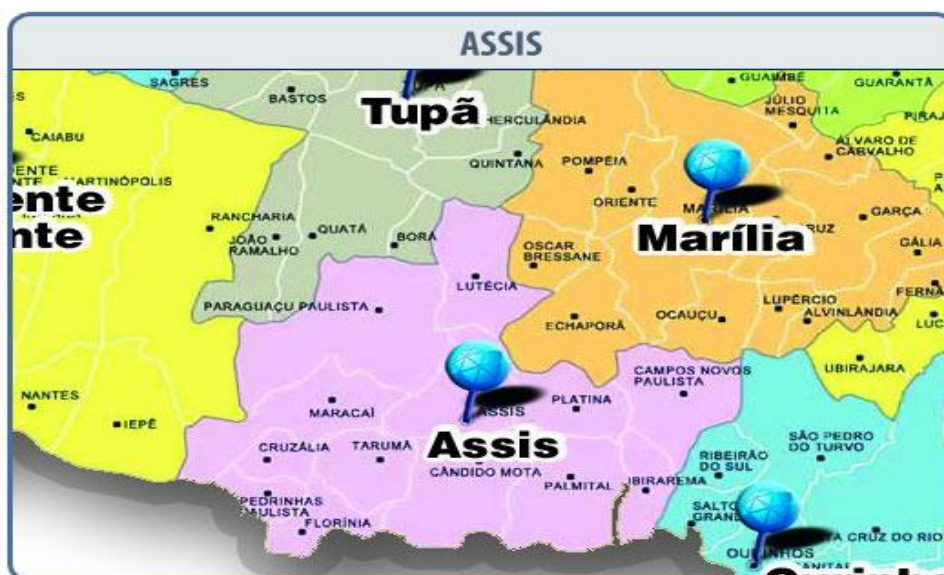 ASSIS
SAGRES
BASTOS
Tupã
HERCULÂNDIA
GUAIMBÊ
GUARANTÃ
JÚLIO
MESQUITA
CAIABU
QUINTANA
POMPÉIA
ÁLVARO DE
CARVALHO
MARTINÓPOLIS
ORIENTE
RANCHARIA
JOÃO
RAMALHO
QUATÁ
BORÁ
Marília
GARÇA
GÁLIA
OSCAR
BRESSANE
LUTÉCIA
PARAGUAÇU PAULISTA
ECHAPORÃ
OCAUÇU
LUPÉRCIO
ALVINLÂNDIA
UBIRAJARA
CAMPOS NOVOS
PAULISTA
NANTES
IEPÊ
MARACAÍ
ASSIS
PLATINA
Assis
CRUZÁLIA
TARUMÃ
CÂNDIDO MOTA
PALMITAL
IBIRAREMA
RIBEIRÃO
DO SUL
SÃO PEDRO
DO TURVO
PEDRINHAS
PAULISTA
FLORÍNIA